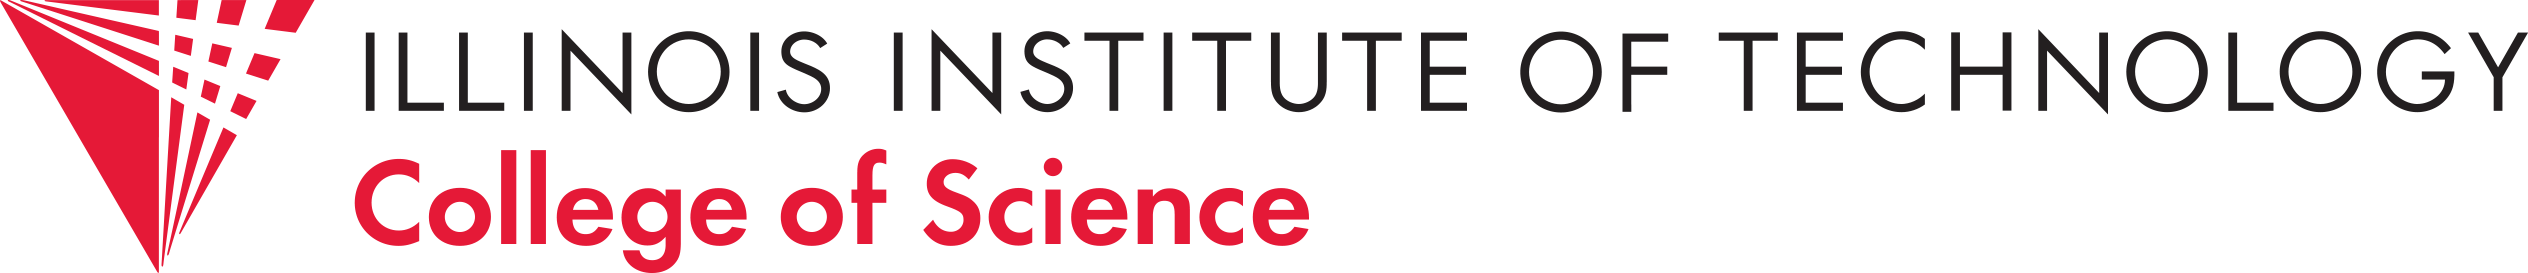 ILLINOIS INSTITUTE OF TECHNOLOGY
College of Science